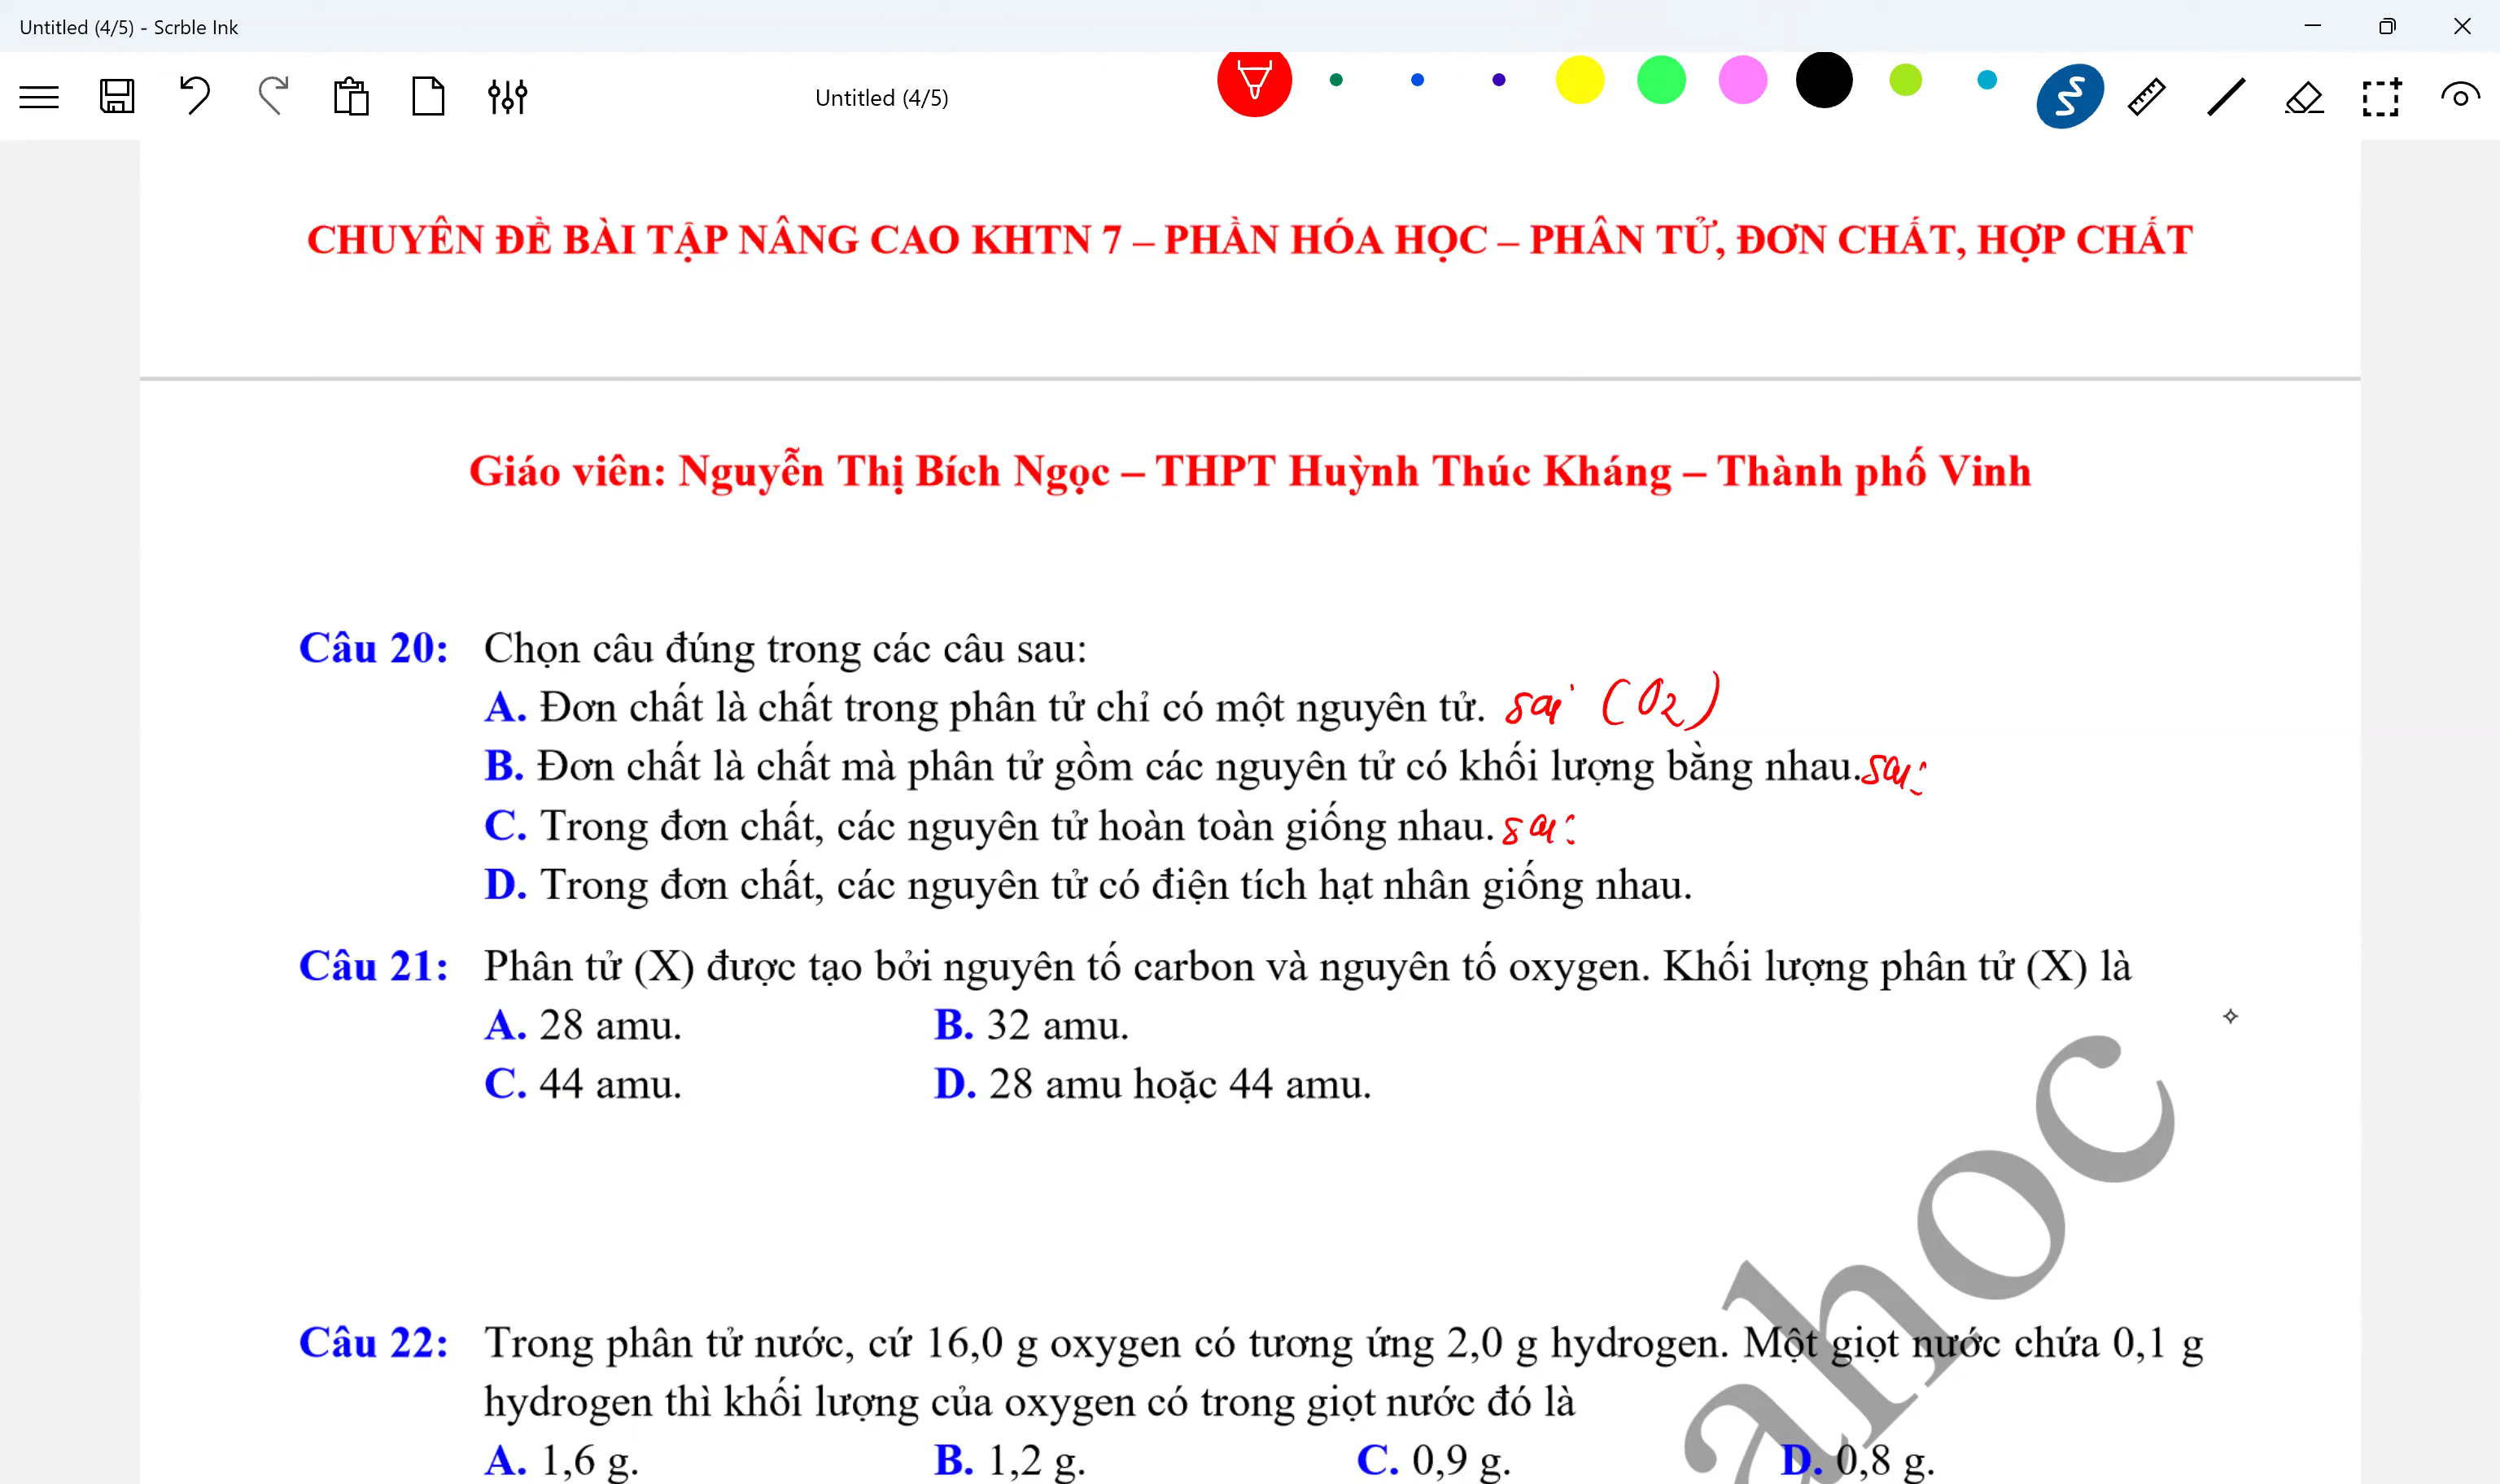 Untitled (4/5) - Scrble Ink
Untitled (4/5)
CHUYÊN ĐỀ BÀI TẬP NÂNG CAO KHTN 7 – PHẦN HÓA HỌC – PHÂN TỬ, ĐƠN CHẤT, HỢP CHẤT
Giáo viên: Nguyễn Thị Bích Ngọc – THPT Huỳnh Thúc Kháng – Thành phố Vinh
Câu 20: Chọn câu đúng trong các câu sau:
A. Đơn chất là chất trong phân tử chỉ có một nguyên tử. sai (O2)
B. Đơn chất là chất mà phân tử gồm các nguyên tử có khối lượng bằng nhau. sai
C. Trong đơn chất, các nguyên tử hoàn toàn giống nhau. sai
D. Trong đơn chất, các nguyên tử có điện tích hạt nhân giống nhau.
Câu 21: Phân tử (X) được tạo bởi nguyên tố carbon và nguyên tố oxygen. Khối lượng phân tử (X) là
A. 28 amu. B. 32 amu.
C. 44 amu. D. 28 amu hoặc 44 amu.
Câu 22: Trong phân tử nước, cứ 16,0 g oxygen có tương ứng 2,0 g hydrogen. Một giọt nước chứa 0,1 g
hydrogen thì khối lượng của oxygen có trong giọt nước đó là
A. 1,6 g. B. 1,2 g. C. 0,9 g. D. 0,8 g.
ahoc